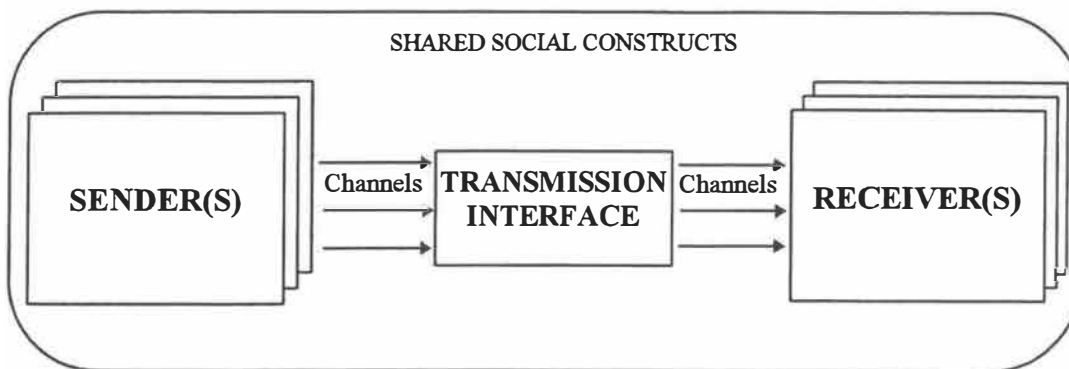 SHARED SOCIAL CONSTRUCTS
SENDER(S)
Channels
TRANSMISSION
INTERFACE
Channels
RECEIVER(S)